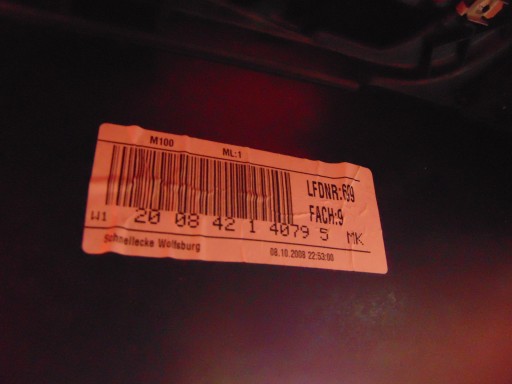 M100 ML:1
LFDNR:699
FACH:9
W1 20 08 42 1 4079 5 MK
Schnellecke Wolfsburg 08.10.2008 22:53:00